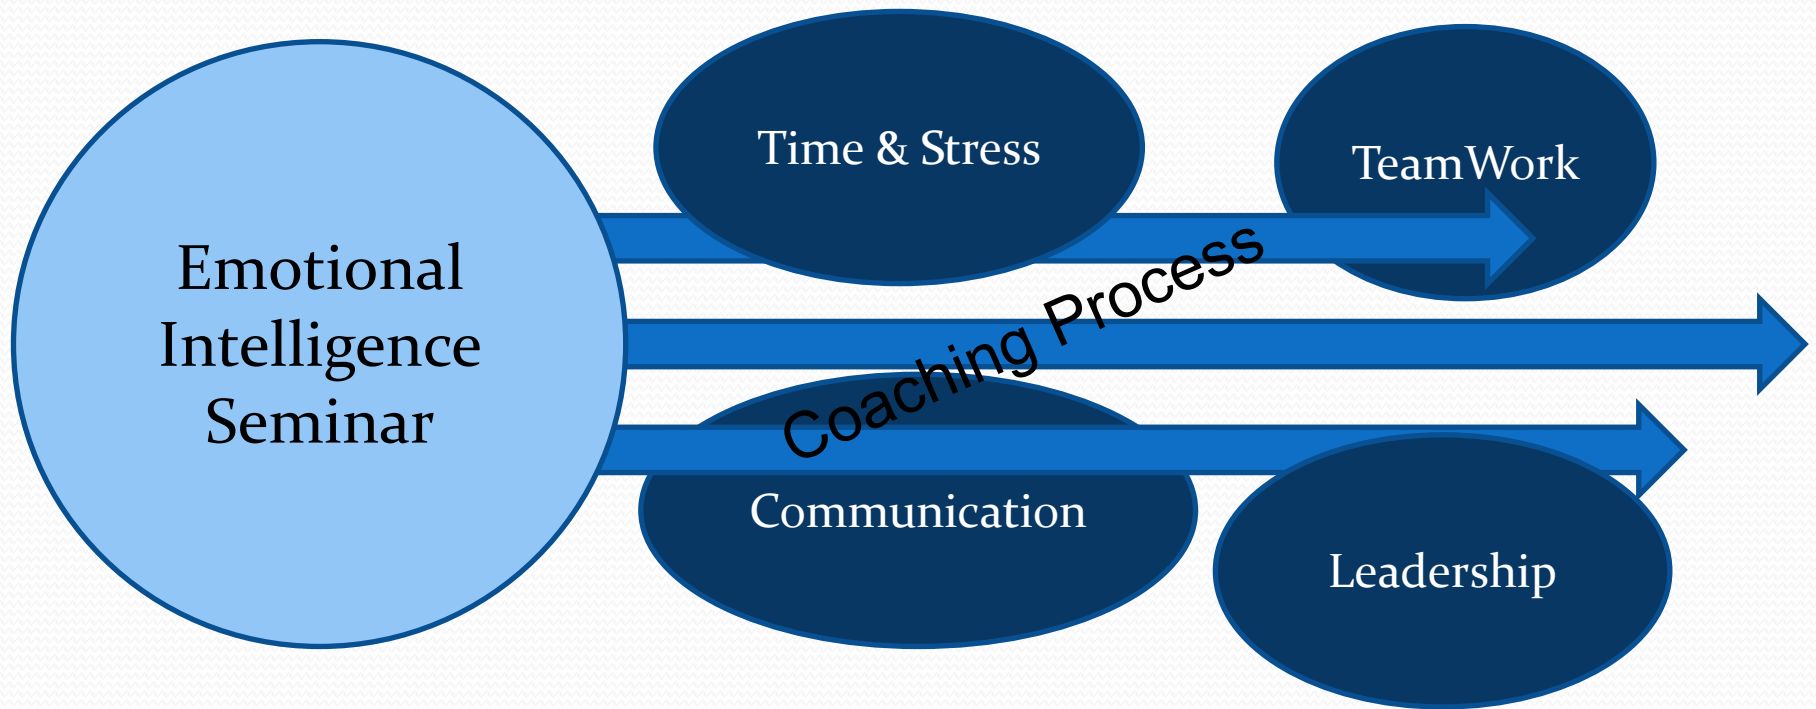 Emotional
Intelligence
Seminar
Time & Stress
TeamWork
Coaching Process
Communication
Leadership